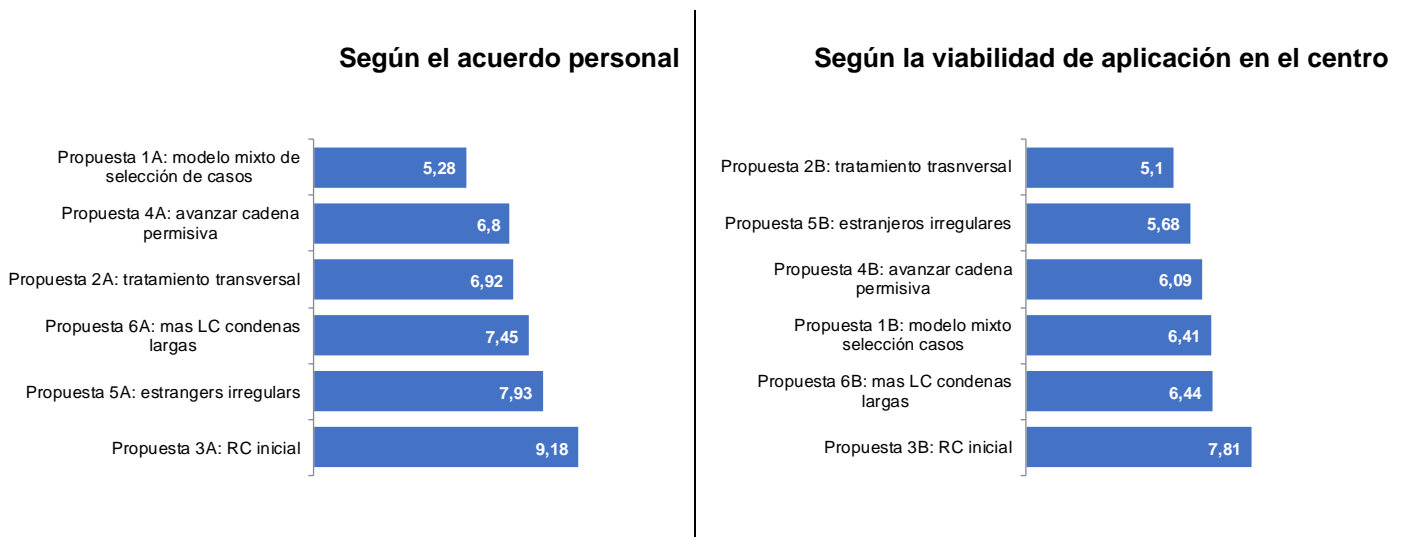 Según el acuerdo personal
Propuesta 1A: modelo mixto de
selección de casos
5,28
Propuesta 4A: avanzar cadena
permisiva
6,8
Propuesta 2A: tratamiento transversal
6,92
Propuesta 6A: mas LC condenas
largas
7,45
Propuesta 5A: estrangers irregulars
7,93
Propuesta 3A: RC inicial
9,18
Según la viabilidad de aplicación en el centro
Propuesta 2B: tratamiento trasnversal
5,1
Propuesta 5B: estranjeros irregulares
5,68
Propuesta 4B: avanzar cadena
permisiva
6,09
Propuesta 1B: modelo mixto
selección casos
6,41
Propuesta 6B: mas LC condenas
largas
6,44
Propuesta 3B: RC inicial
7,81